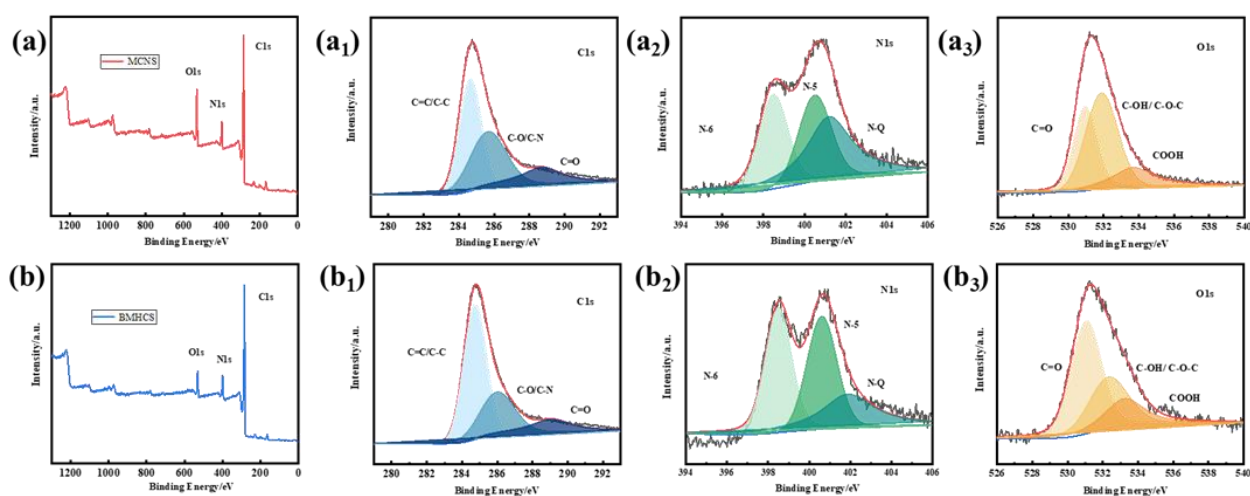 (a)
MCNS
C1s
O1s
N1s
Intensity/a.u.
1200 1000 800 600 400 200 0
Binding Energy/eV
(a1)
C1s
C=C/C-C
C-O/C-N
C=O
Intensity/a.u.
280 282 284 286 288 290 292
Binding Energy/eV
(a2)
N1s
N-5
N-6
N-Q
Intensity/a.u.
394 396 398 400 402 404 406
Binding Energy/eV
(a3)
O1s
C-OH/ C-O-C
C=O
COOH
Intensity/a.u.
526 528 530 532 534 536 538 540
Binding Energy/eV
(b)
BMHCS
C1s
O1s
N1s
Intensity/a.u.
1200 1000 800 600 400 200 0
Binding Energy/eV
(b1)
C1s
C=C/C-C
C-O/C-N
C=O
Intensity/a.u.
280 282 284 286 288 290 292
Binding Energy/eV
(b2)
N1s
N-5
N-6
N-Q
Intensity/a.u.
394 396 398 400 402 404 406
Binding Energy/eV
(b3)
O1s
C=O
C-OH/ C-O-C
COOH
Intensity/a.u.
526 528 530 532 534 536 538 540
Binding Energy/eV